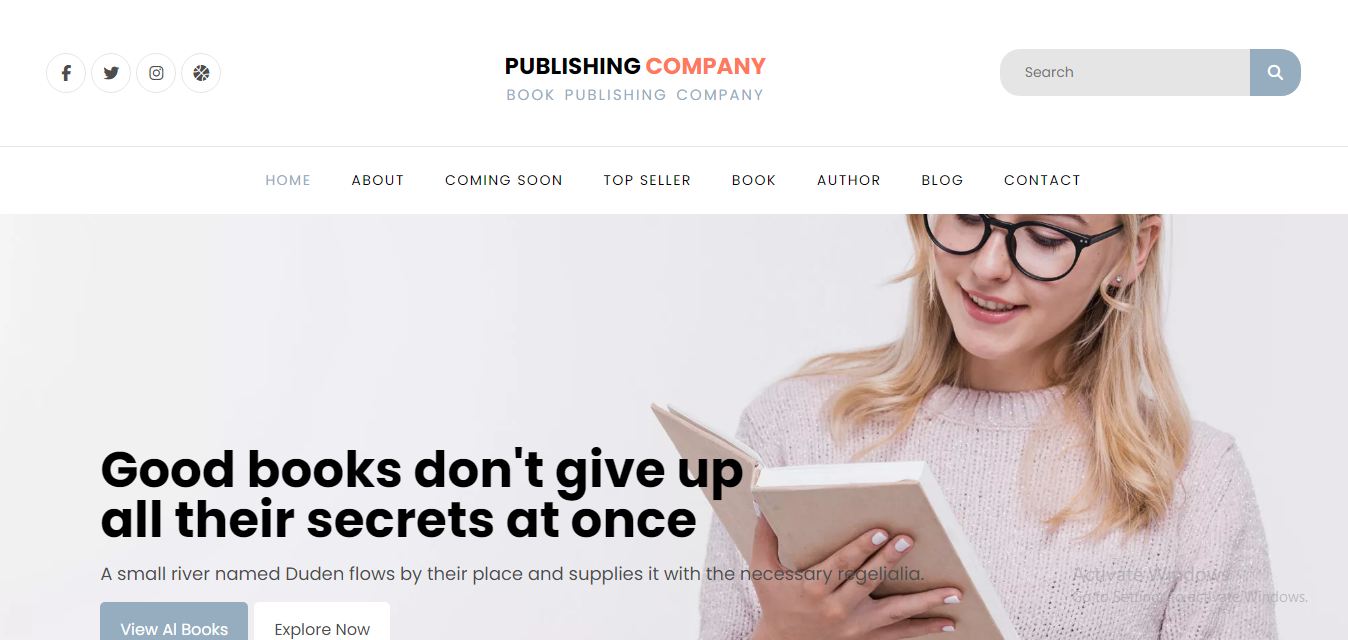 PUBLISHING COMPANY
BOOK PUBLISHING COMPANY
Search
HOME ABOUT COMING SOON TOP SELLER BOOK AUTHOR BLOG CONTACT
Good books don't give up
all their secrets at once
A small river named Duden flows by their place and supplies it with the necessary regelialia.
View Al Books Explore Now
Activate Windows
Go to Settings to activate Windows.